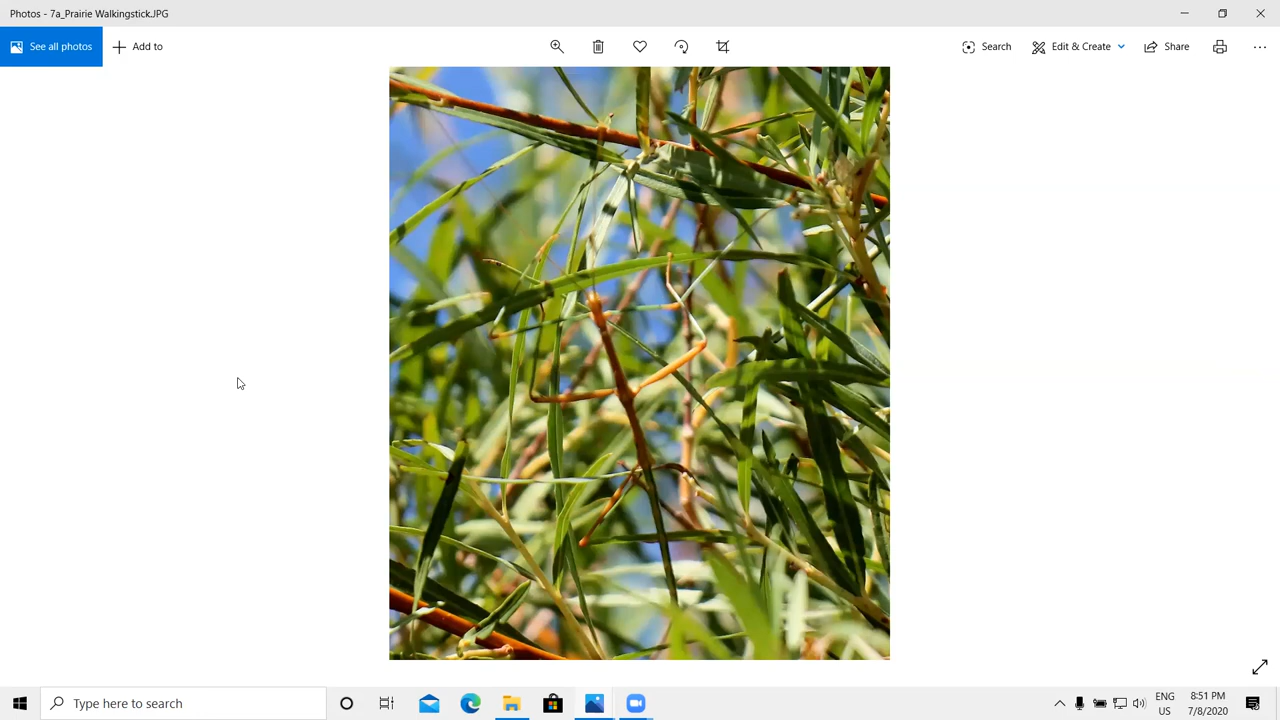 Photos - 7a_Prairie Walkingstick.JPG
See all photos
Add to
Search
Edit & Create
Share
Type here to search
ENG
US
8:51 PM
7/8/2020